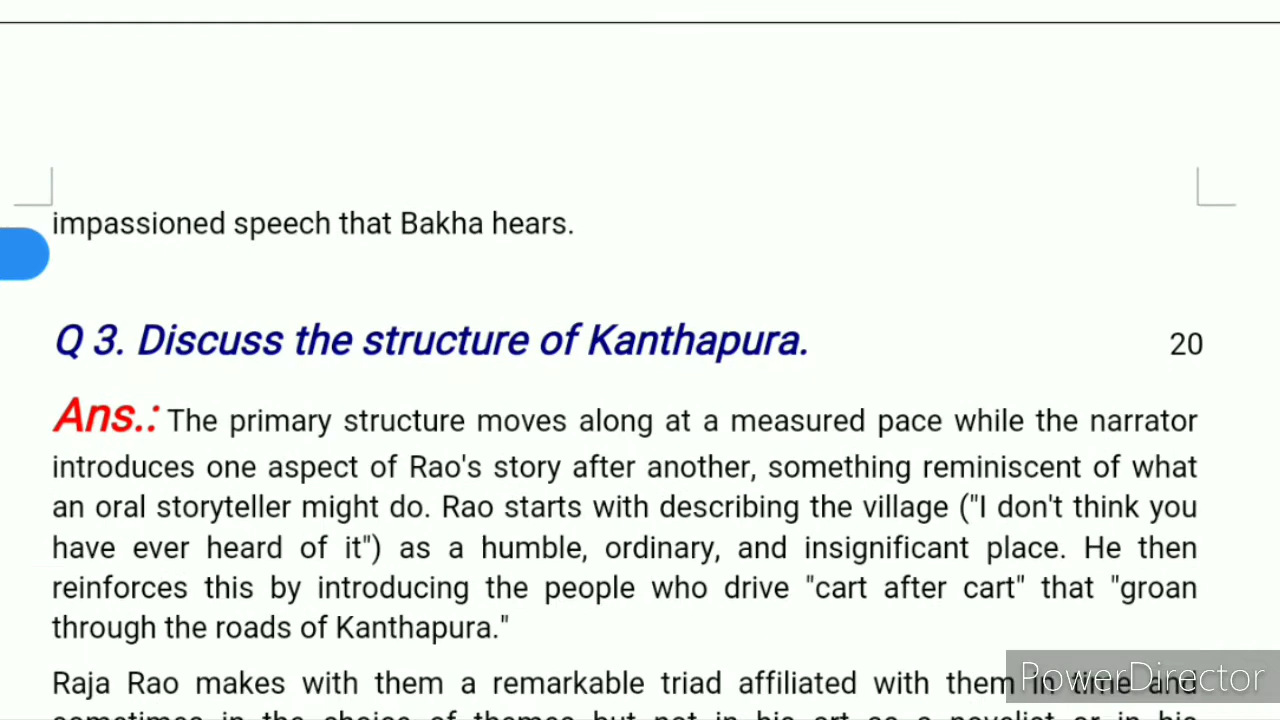 impassioned speech that Bakha hears.
Q 3. Discuss the structure of Kanthapura. 20
Ans.: The primary structure moves along at a measured pace while the narrator
introduces one aspect of Rao's story after another, something reminiscent of what
an oral storyteller might do. Rao starts with describing the village ("I don't think you
have ever heard of it") as a humble, ordinary, and insignificant place. He then
reinforces this by introducing the people who drive "cart after cart" that "groan
through the roads of Kanthapura."
Raja Rao makes with them a remarkable triad affiliated with them in time and
sometimes in the choice of themes but not in his art as a novelist or in his
PowerDirector